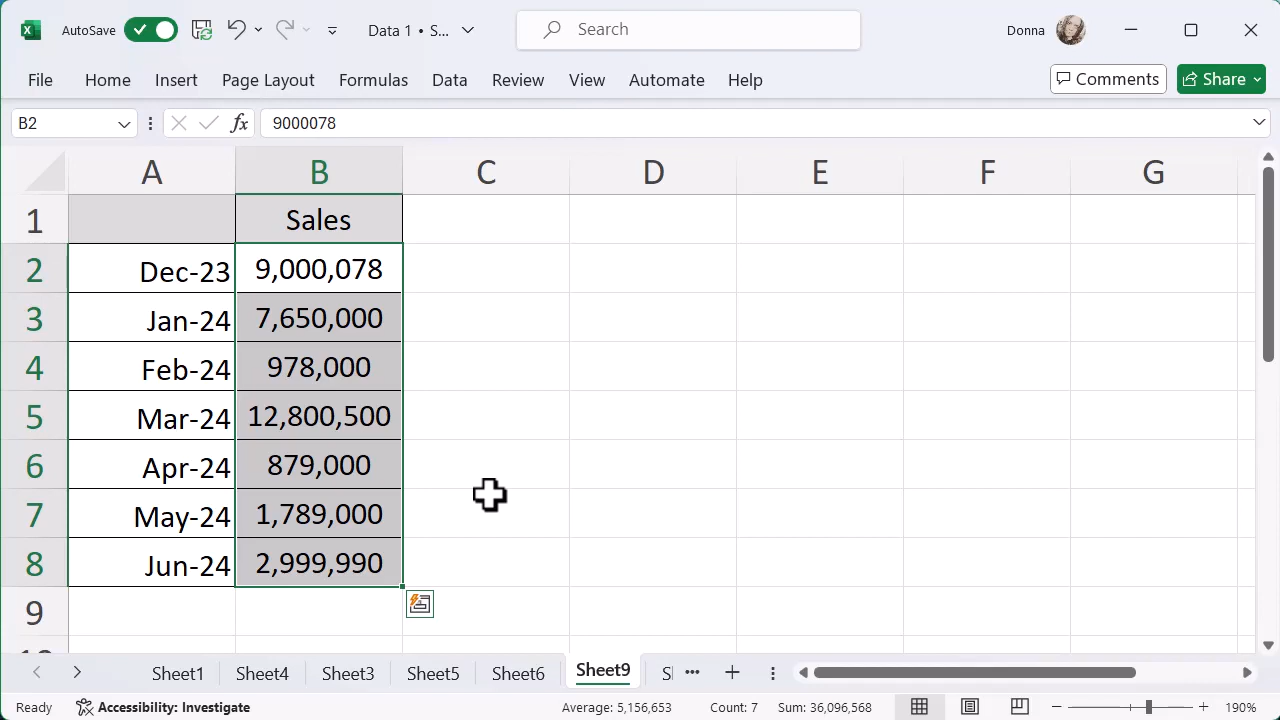 AutoSave
Data 1 • S...
Search
Donna
File Home Insert Page Layout Formulas Data Review View Automate Help
Comments
Share
B2
fx
9000078
A B C D E F G
1 Sales
2 Dec-23 9,000,078
3 Jan-24 7,650,000
4 Feb-24 978,000
5 Mar-24 12,800,500
6 Apr-24 879,000
7 May-24 1,789,000
8 Jun-24 2,999,990
9
Sheet1 Sheet4 Sheet3 Sheet5 Sheet6 Sheet9
Ready Accessibility: Investigate Average: 5,156,653 Count: 7 Sum: 36,096,568 190%